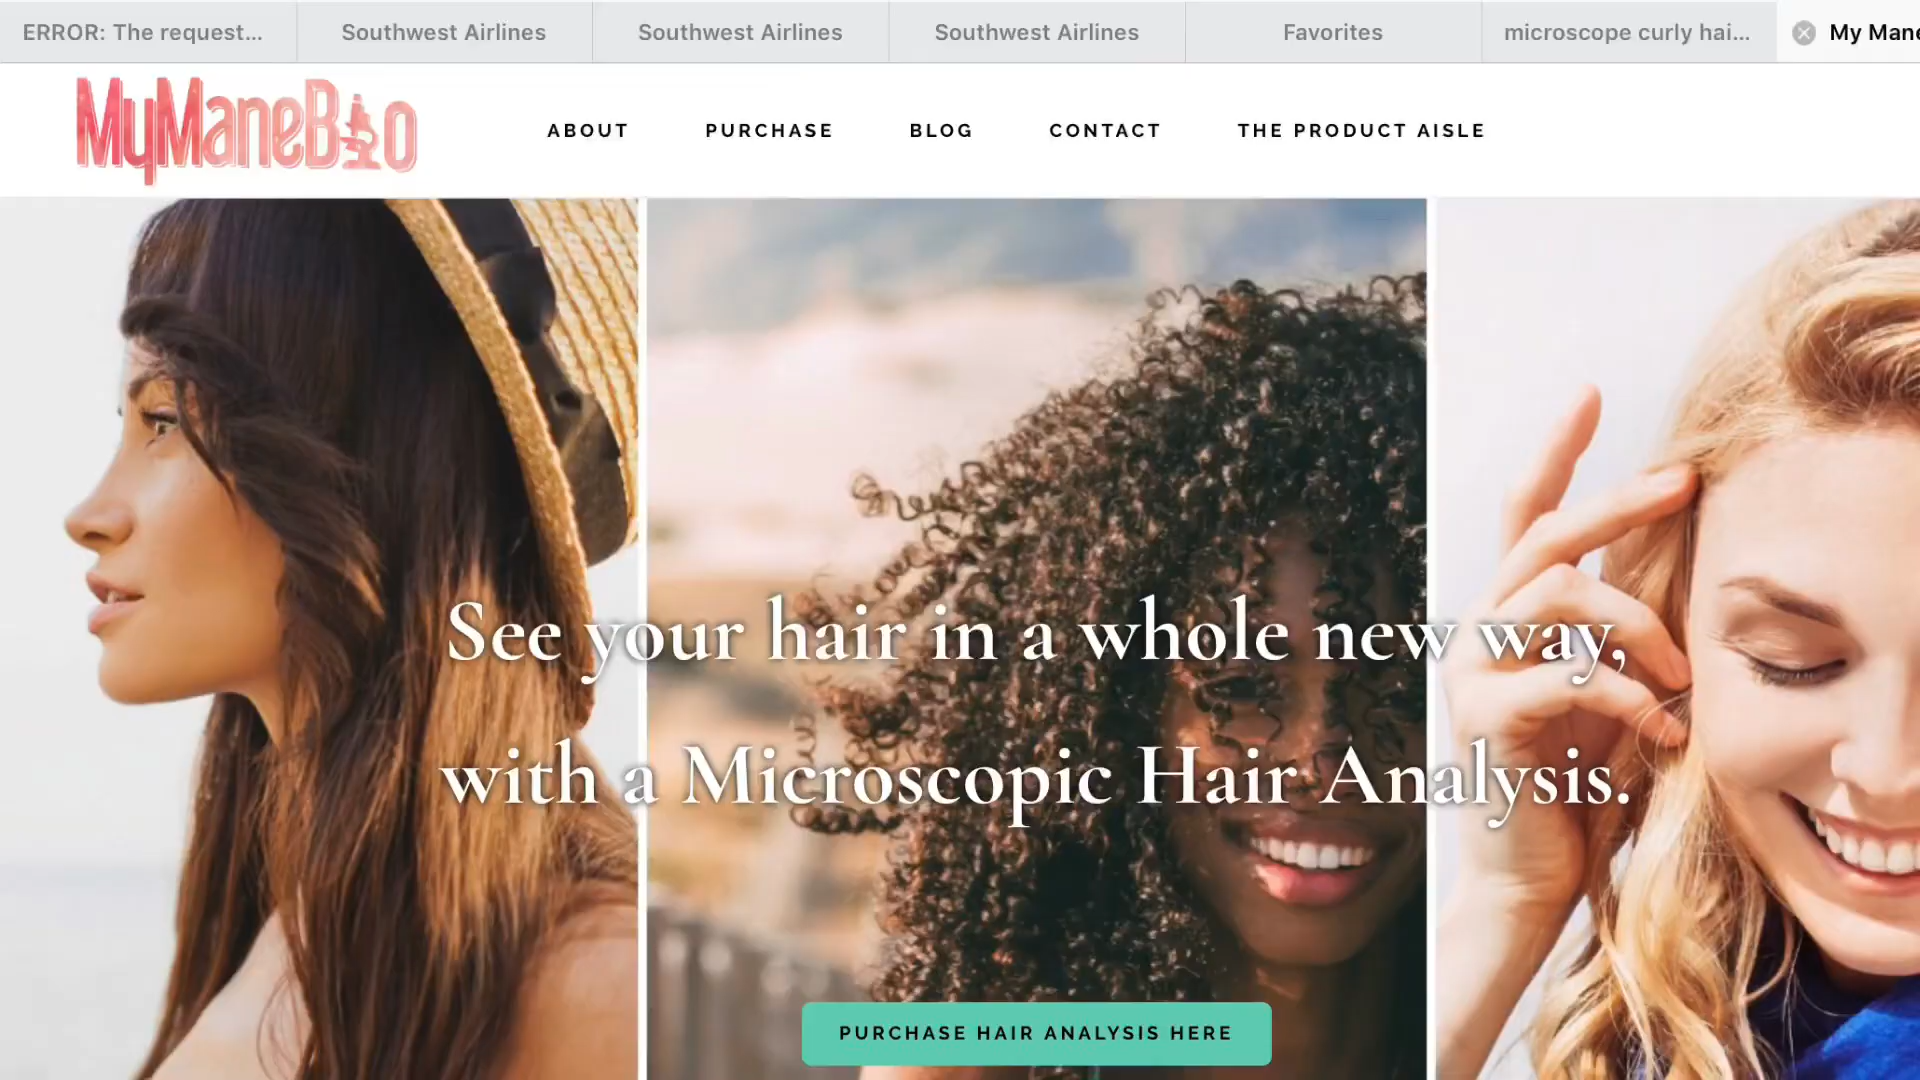 ERROR: The request...
Southwest Airlines
Southwest Airlines
Southwest Airlines
Favorites
microscope curly hai...
My Mane
MyManeBio
ABOUT
PURCHASE
BLOG
CONTACT
THE PRODUCT AISLE
See your hair in a whole new way,
with a Microscopic Hair Analysis.
PURCHASE HAIR ANALYSIS HERE